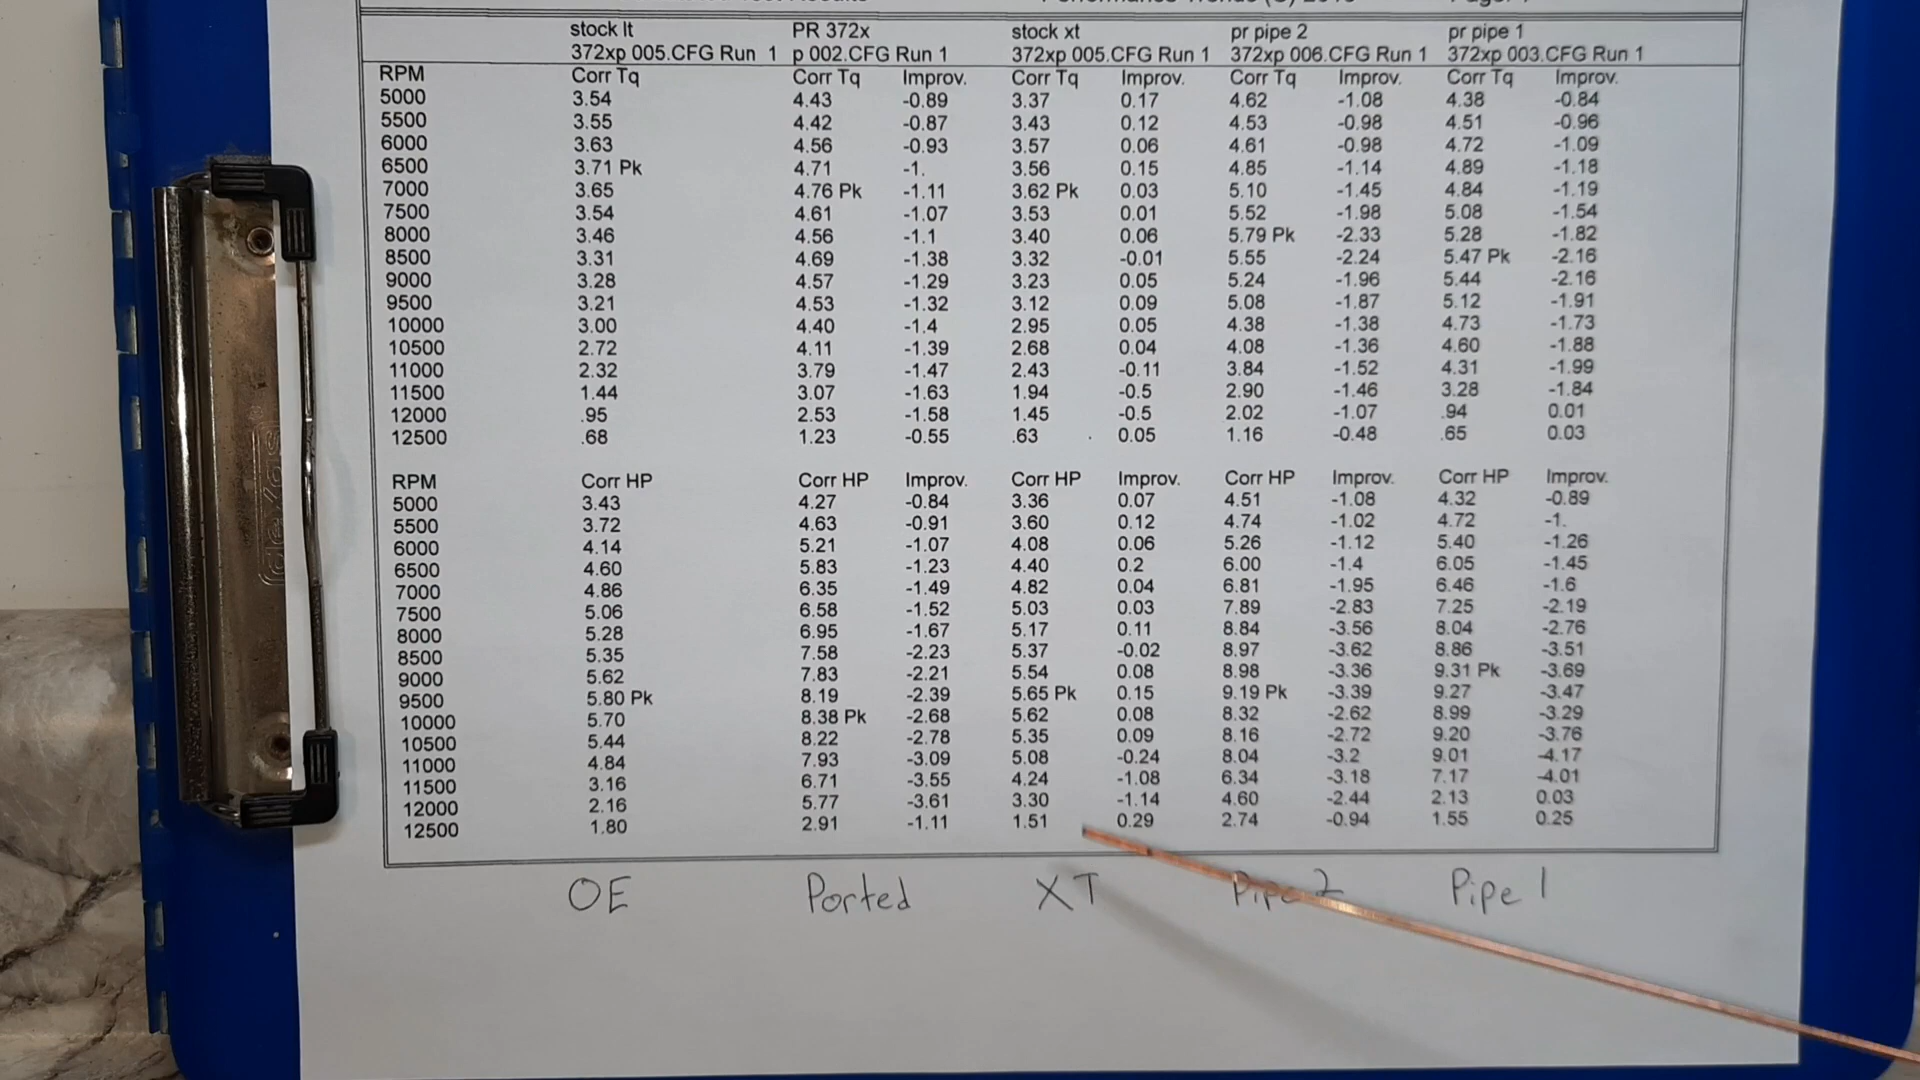 stock lt PR 372x stock xt pr pipe 2 pr pipe 1
372xp 005.CFG Run 1 p 002.CFG Run 1 372xp 005.CFG Run 1 372xp 006.CFG Run 1 372xp 003.CFG Run 1
RPM Corr Tq Corr Tq Improv. Corr Tq Improv. Corr Tq Improv. Corr Tq Improv.
5000 3.54 4.43 -0.89 3.37 0.17 4.62 -1.08 4.38 -0.84
5500 3.55 4.42 -0.87 3.43 0.12 4.53 -0.98 4.51 -0.96
6000 3.63 4.56 -0.93 3.57 0.06 4.61 -0.98 4.72 -1.09
6500 3.71 Pk 4.71 -1. 3.56 0.15 4.85 -1.14 4.89 -1.18
7000 3.65 4.76 Pk -1.11 3.62 Pk 0.03 5.10 -1.45 4.84 -1.19
7500 3.54 4.61 -1.07 3.53 0.01 5.52 -1.98 5.08 -1.54
8000 3.46 4.56 -1.1 3.40 0.06 5.79 Pk -2.33 5.28 -1.82
8500 3.31 4.69 -1.38 3.32 -0.01 5.55 -2.24 5.47 Pk -2.16
9000 3.28 4.57 -1.29 3.23 0.05 5.24 -1.96 5.44 -2.16
9500 3.21 4.53 -1.32 3.12 0.09 5.08 -1.87 5.12 -1.91
10000 3.00 4.40 -1.4 2.95 0.05 4.38 -1.38 4.73 -1.73
10500 2.72 4.11 -1.39 2.68 0.04 4.08 -1.36 4.60 -1.88
11000 2.32 3.79 -1.47 2.43 -0.11 3.84 -1.52 4.31 -1.99
11500 1.44 3.07 -1.63 1.94 -0.5 2.90 -1.46 3.28 -1.84
12000 .95 2.53 -1.58 1.45 -0.5 2.02 -1.07 .94 0.01
12500 .68 1.23 -0.55 .63 0.05 1.16 -0.48 .65 0.03
RPM Corr HP Corr HP Improv. Corr HP Improv. Corr HP Improv. Corr HP Improv.
5000 3.43 4.27 -0.84 3.36 0.07 4.51 -1.08 4.32 -0.89
5500 3.72 4.63 -0.91 3.60 0.12 4.74 -1.02 4.72 -1.
6000 4.14 5.21 -1.07 4.08 0.06 5.26 -1.12 5.40 -1.26
6500 4.60 5.83 -1.23 4.40 0.2 6.00 -1.4 6.05 -1.45
7000 4.86 6.35 -1.49 4.82 0.04 6.81 -1.95 6.46 -1.6
7500 5.06 6.58 -1.52 5.03 0.03 7.89 -2.83 7.25 -2.19
8000 5.28 6.95 -1.67 5.17 0.11 8.84 -3.56 8.04 -2.76
8500 5.35 7.58 -2.23 5.37 -0.02 8.97 -3.62 8.86 -3.51
9000 5.62 7.83 -2.21 5.54 0.08 8.98 -3.36 9.31 Pk -3.69
9500 5.80 Pk 8.19 -2.39 5.65 Pk 0.15 9.19 Pk -3.39 9.27 -3.47
10000 5.70 8.38 Pk -2.68 5.62 0.08 8.32 -2.62 8.99 -3.29
10500 5.44 8.22 -2.78 5.35 0.09 8.16 -2.72 9.20 -3.76
11000 4.84 7.93 -3.09 5.08 -0.24 8.04 -3.2 9.01 -4.17
11500 3.16 6.71 -3.55 4.24 -1.08 6.34 -3.18 7.17 -4.01
12000 2.16 5.77 -3.61 3.30 -1.14 4.60 -2.44 2.13 0.03
12500 1.80 2.91 -1.11 1.51 0.29 2.74 -0.94 1.55 0.25
OE Ported XT Pipe 2 Pipe 1